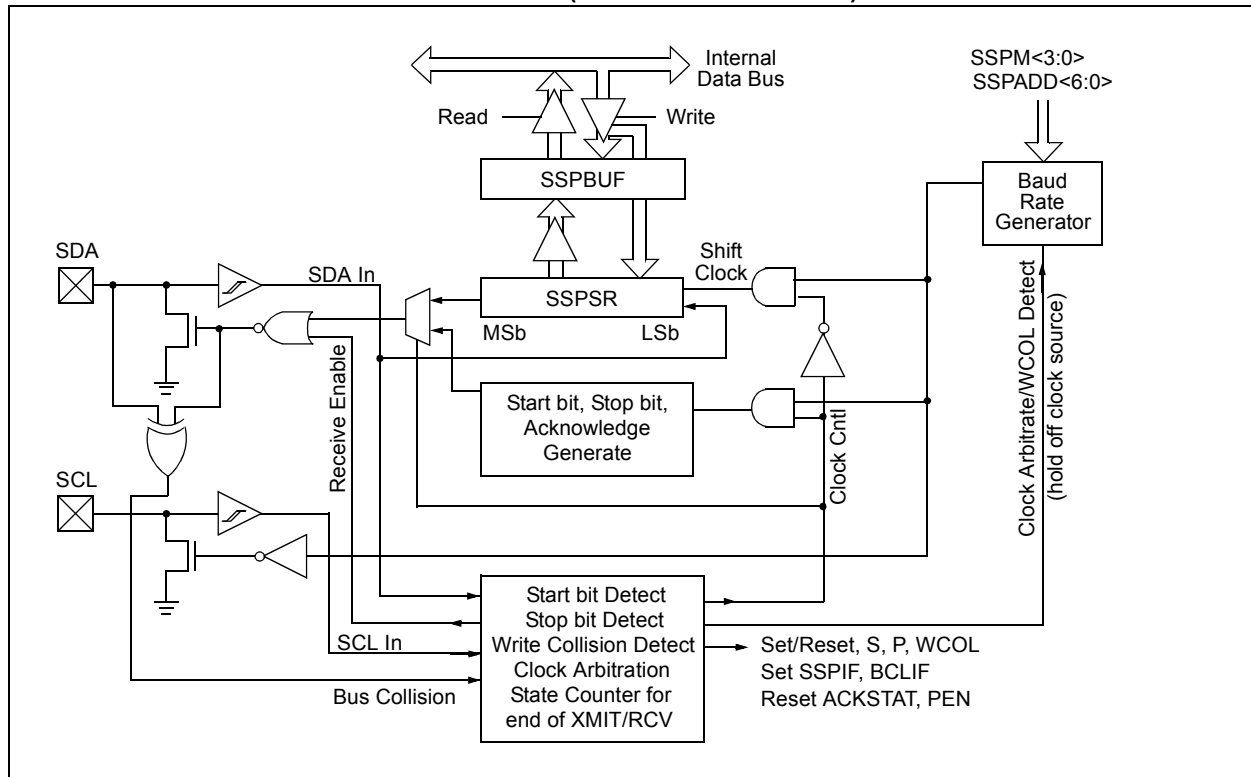 Internal
Data Bus
SSPM<3:0>
SSPADD<6:0>
Read
Write
SSPBUF
Baud
Rate
Generator
SDA
SDA In
Shift
Clock
SSPSR
MSb
LSb
Receive Enable
Start bit, Stop bit,
Acknowledge
Generate
Clock Cntl
Clock Arbitrate/WCOL Detect
(hold off clock source)
SCL
SCL In
Bus Collision
Start bit Detect
Stop bit Detect
Write Collision Detect
Clock Arbitration
State Counter for
end of XMIT/RCV
Set/Reset, S, P, WCOL
Set SSPIF, BCLIF
Reset ACKSTAT, PEN